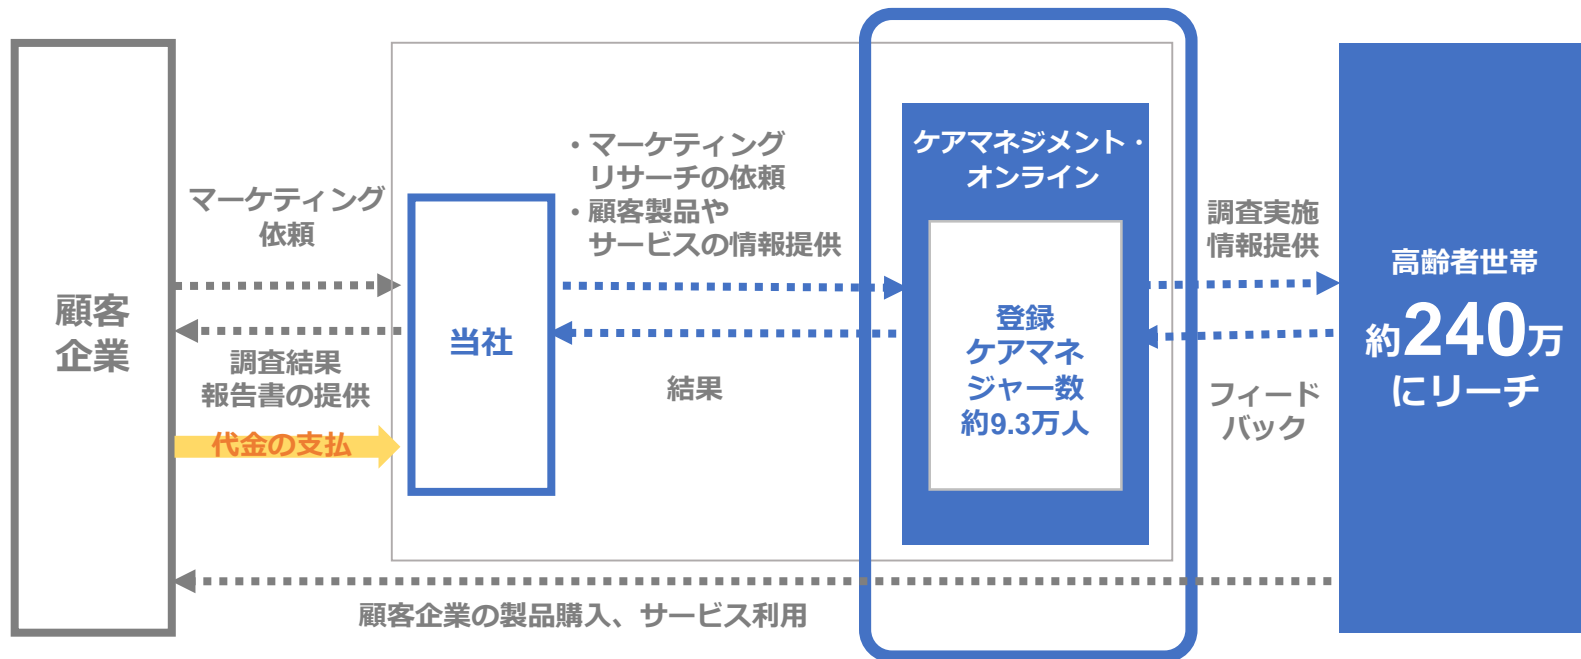 顧客
企業
マーケティング
依頼
調査結果
報告書の提供
代金の支払
当社
・マーケティング
リサーチの依頼
・顧客製品や
サービスの情報提供
結果
ケアマネジメント・
オンライン
登録
ケアマネ
ジャー数
約9.3万人
調査実施
情報提供
フィード
バック
高齢者世帯
約240万
にリーチ
顧客企業の製品購入、サービス利用